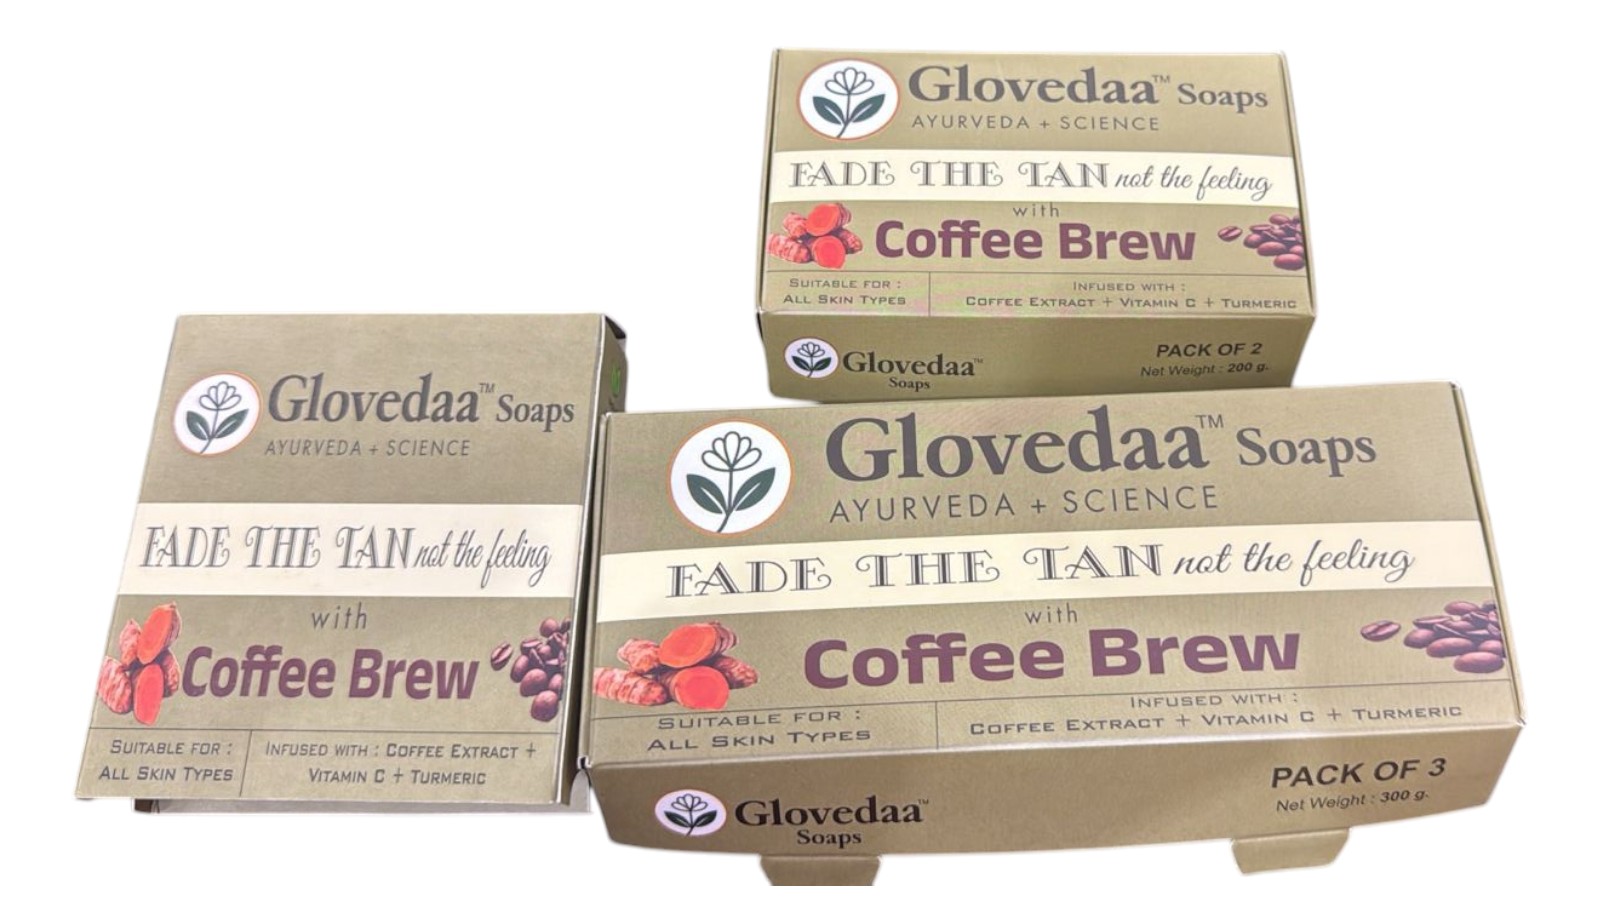 Glovedaa™ Soaps
AYURVEDA + SCIENCE
FADE THE TAN not the feeling
with
Coffee Brew
SUITABLE FOR :
ALL SKIN TYPES
INFUSED WITH :
COFFEE EXTRACT + VITAMIN C + TURMERIC
Glovedaa™
Soaps
PACK OF 2
Net Weight : 200 g.
Glovedaa™ Soaps
AYURVEDA + SCIENCE
FADE THE TAN not the feeling
with
Coffee Brew
SUITABLE FOR :
ALL SKIN TYPES
INFUSED WITH : COFFEE EXTRACT +
VITAMIN C + TURMERIC
Glovedaa™ Soaps
AYURVEDA + SCIENCE
FADE THE TAN not the feeling
with
Coffee Brew
SUITABLE FOR :
ALL SKIN TYPES
INFUSED WITH :
COFFEE EXTRACT + VITAMIN C + TURMERIC
Glovedaa™
Soaps
PACK OF 3
Net Weight : 300 g.